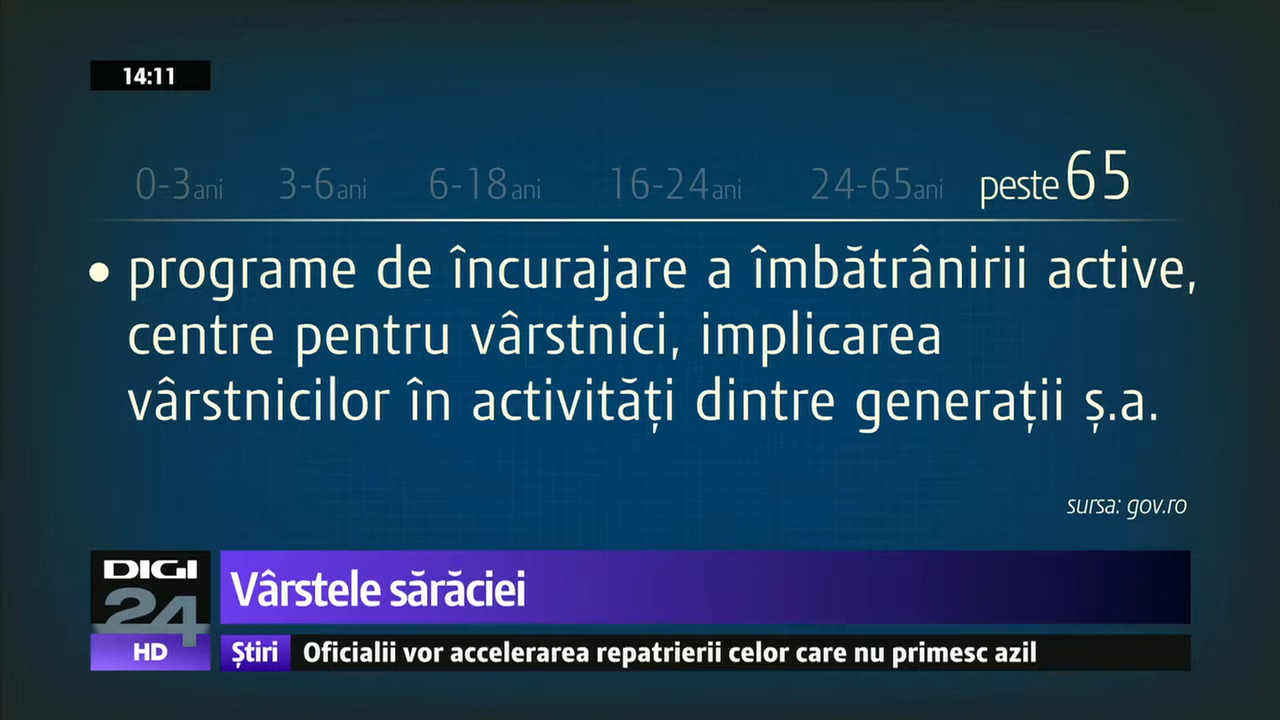 14:11
0-3ani 3-6ani 6-18ani 16-24ani 24-65ani peste 65
• programe de încurajare a îmbătrânirii active,
centre pentru vârstnici, implicarea
vârstnicilor în activități dintre generații ș.a.
sursa: gov.ro
DIGI
24
HD
Vârstele sărăciei
Știri Oficialii vor accelerarea repatrierii celor care nu primesc azil